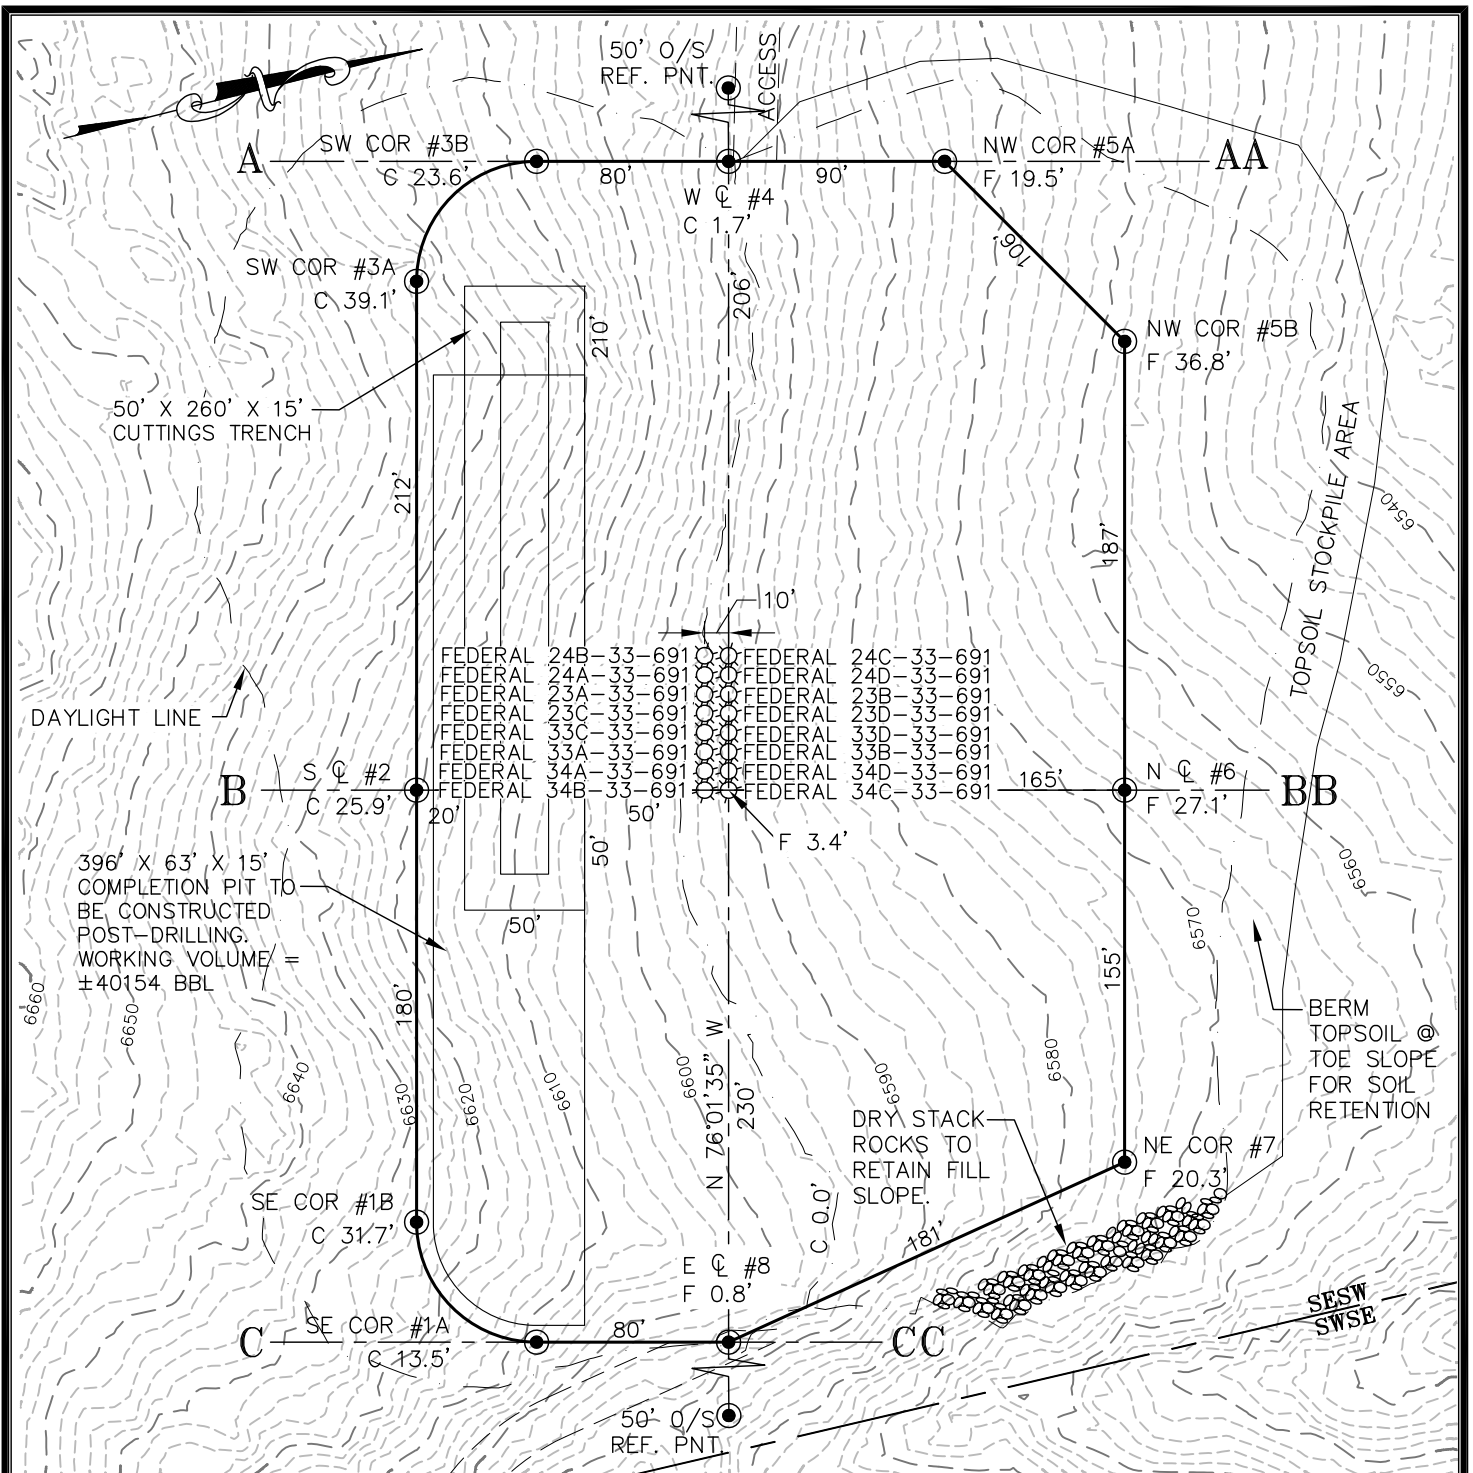 50' O/S
REF. PNT.
ACCESS
N
A
SW COR #3B
C 23.6'
80'
90'
NW COR #5A
F 19.5'
AA
W ℄ #4
C 1.7'
106'
SW COR #3A
C 39.1'
206'
210'
NW COR #5B
F 36.8'
50' X 260' X 15'
CUTTINGS TRENCH
212'
187'
TOPSOIL STOCKPILE AREA
6540
10'
FEDERAL 24B-33-691
FEDERAL 24A-33-691
FEDERAL 23A-33-691
FEDERAL 23C-33-691
FEDERAL 33C-33-691
FEDERAL 33A-33-691
FEDERAL 34A-33-691
FEDERAL 34B-33-691
FEDERAL 24C-33-691
FEDERAL 24D-33-691
FEDERAL 23B-33-691
FEDERAL 23D-33-691
FEDERAL 33D-33-691
FEDERAL 33B-33-691
FEDERAL 34D-33-691
FEDERAL 34C-33-691
6550
DAYLIGHT LINE
B
S ℄ #2
C 25.9'
20'
50'
165'
N ℄ #6
F 27.1'
BB
F 3.4'
50'
6560
396' X 63' X 15'
COMPLETION PIT TO
BE CONSTRUCTED
POST-DRILLING.
WORKING VOLUME =
±40154 BBL
50'
6570
155'
180'
6660
6650
6640
6630
6620
6610
6600
6590
6580
N 76°01'35" W
230'
BERM
TOPSOIL @
TOE SLOPE
FOR SOIL
RETENTION
DRY STACK
ROCKS TO
RETAIN FILL
SLOPE.
NE COR #7
F 20.3'
SE COR #1B
C 31.7'
C 0.0'
181'
E ℄ #8
F 0.8'
SESW
SWSE
C
SE COR #1A
C 13.5'
80'
CC
50' O/S
REF. PNT.